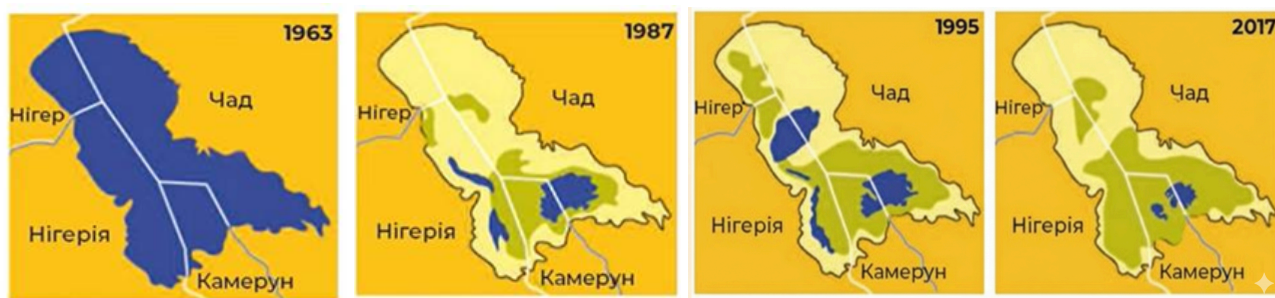 1963
Чад
Нігер
Нігерія
Камерун
1987
Чад
Нігер
Нігерія
Камерун
1995
Чад
Нігер
Нігерія
Камерун
2017
Чад
Нігер
Нігерія
Камерун